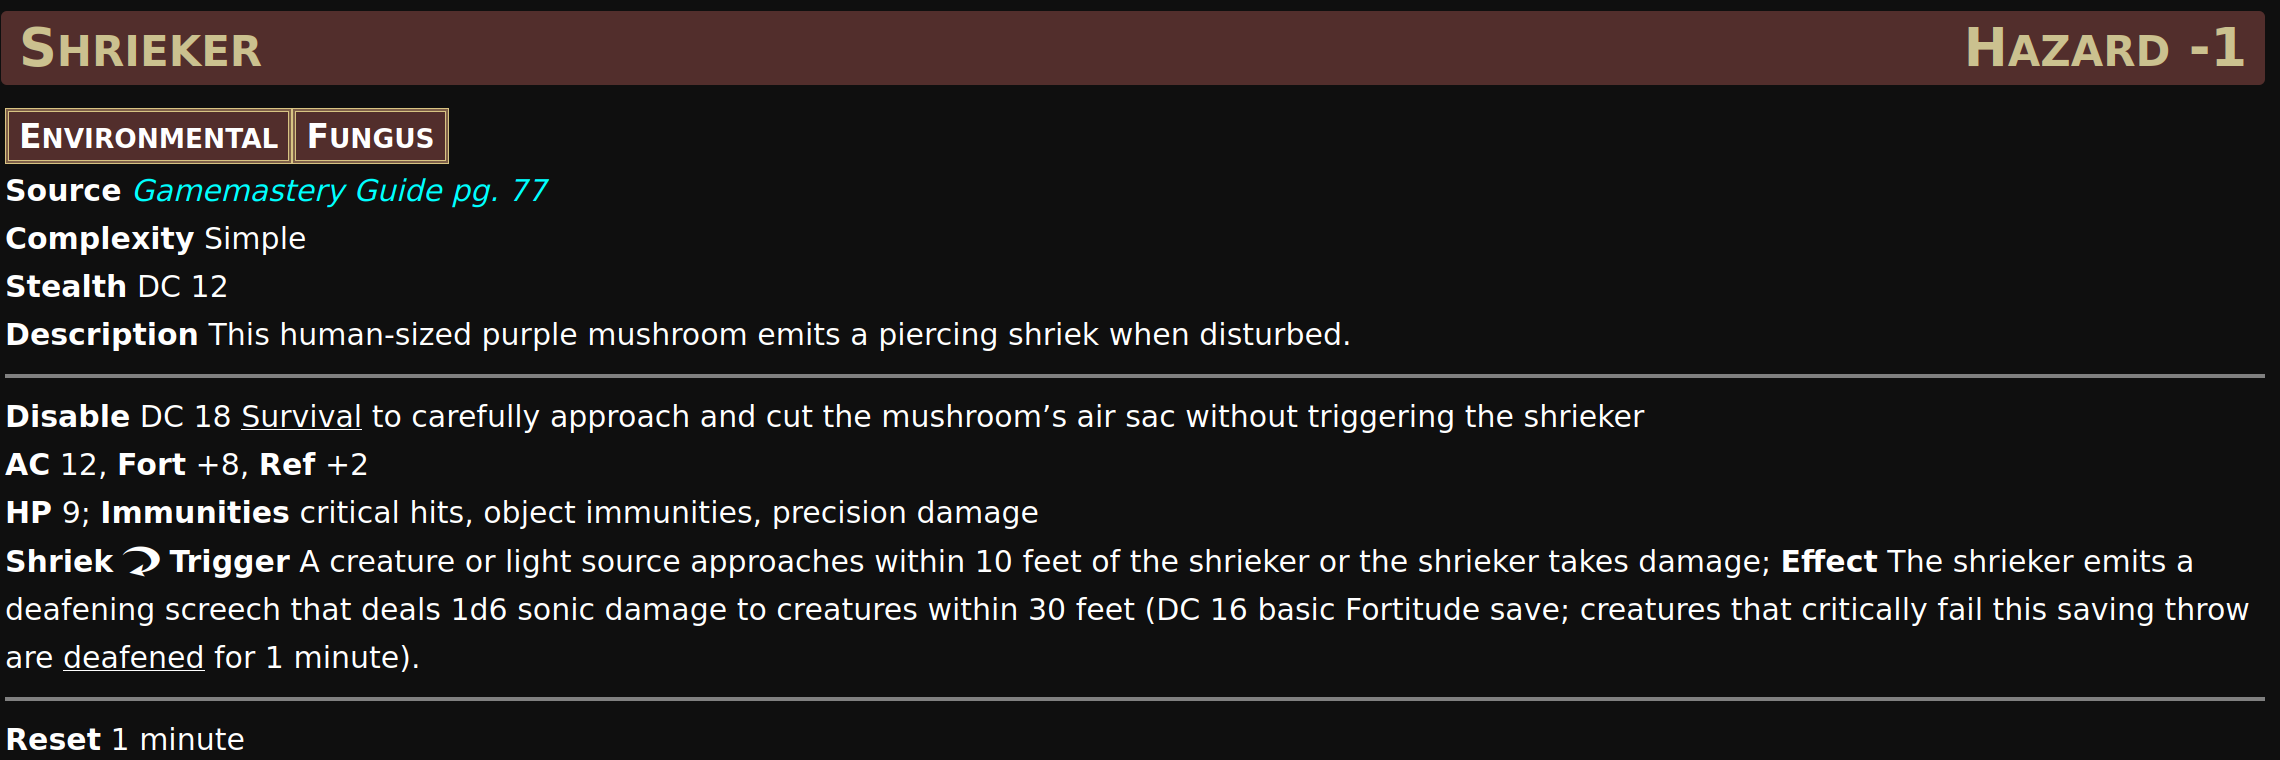 Shrieker Hazard -1
Environmental Fungus
Source Gamemastery Guide pg. 77
Complexity Simple
Stealth DC 12
Description This human-sized purple mushroom emits a piercing shriek when disturbed.
Disable DC 18 Survival to carefully approach and cut the mushroom’s air sac without triggering the shrieker
AC 12, Fort +8, Ref +2
HP 9; Immunities critical hits, object immunities, precision damage
Shriek Trigger A creature or light source approaches within 10 feet of the shrieker or the shrieker takes damage; Effect The shrieker emits a
deafening screech that deals 1d6 sonic damage to creatures within 30 feet (DC 16 basic Fortitude save; creatures that critically fail this saving throw
are deafened for 1 minute).
Reset 1 minute